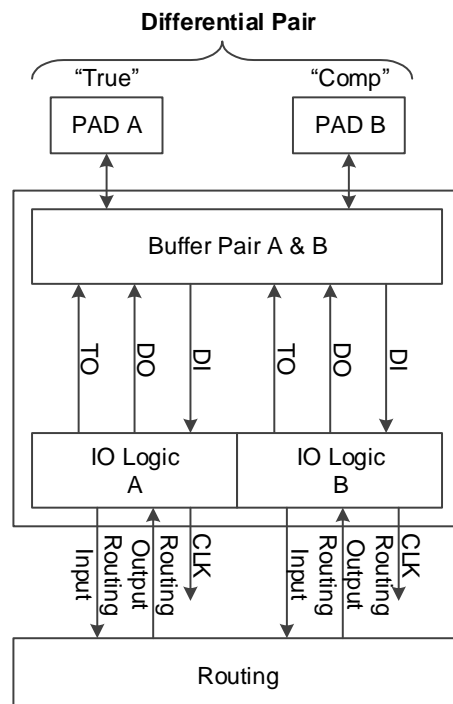 Differential Pair
“True”
“Comp”
PAD A
PAD B
Buffer Pair A & B
TO
DO
DI
TO
DO
DI
IO Logic
A
IO Logic
B
Routing
Input
Routing
Output
CLK
Routing
Input
Routing
Output
CLK
Routing